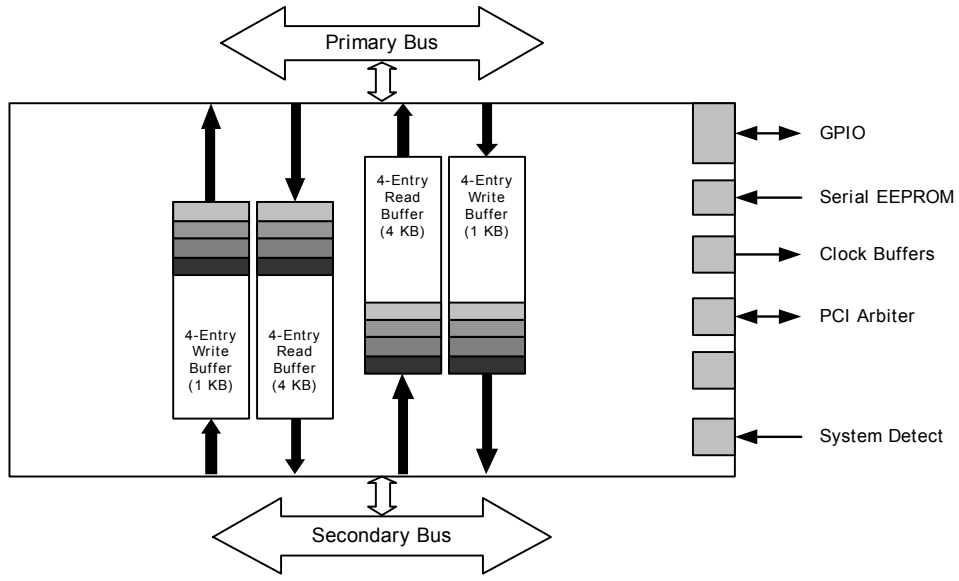 Primary Bus
4-Entry
Read
Buffer
(4 KB)
4-Entry
Write
Buffer
(1 KB)
4-Entry
Write
Buffer
(1 KB)
4-Entry
Read
Buffer
(4 KB)
GPIO
Serial EEPROM
Clock Buffers
PCI Arbiter
System Detect
Secondary Bus